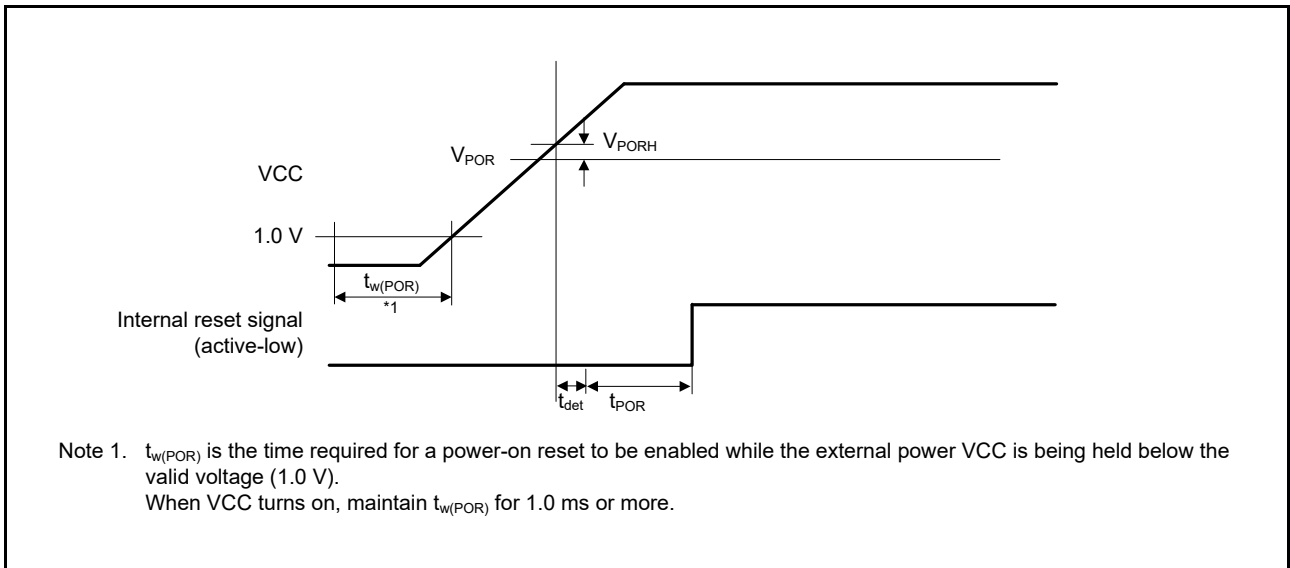 VPORH
VPOR
VCC
1.0 V
tw(POR)
*1
Internal reset signal
(active-low)
tdet
tPOR
Note 1. tw(POR) is the time required for a power-on reset to be enabled while the external power VCC is being held below the
valid voltage (1.0 V).
When VCC turns on, maintain tw(POR) for 1.0 ms or more.